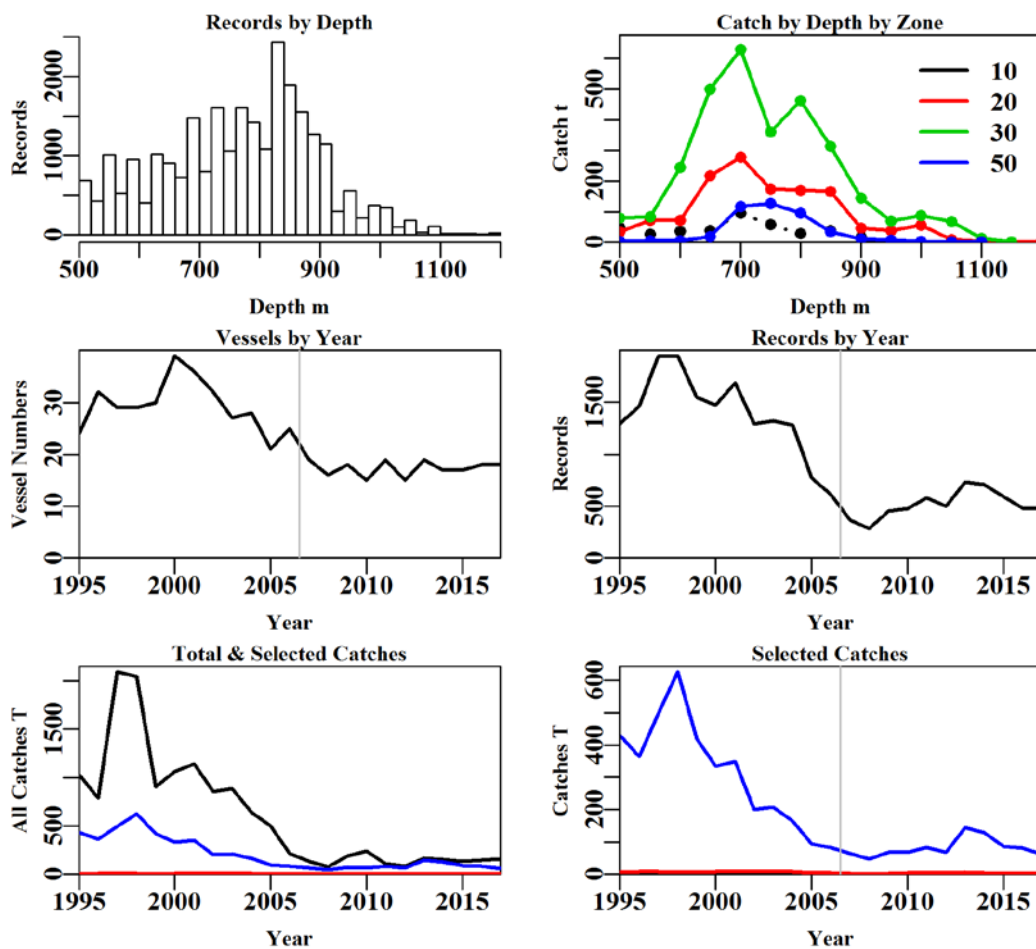 Records by Depth
Records
0 1000 2000
500 700 900 1100
Depth m
Catch by Depth by Zone
Catch t
0 200 500
10
20
30
50
500 700 900 1100
Depth m
Vessels by Year
Vessel Numbers
0 10 20 30
1995 2000 2005 2010 2015
Year
Records by Year
Records
0 500 1500
1995 2000 2005 2010 2015
Year
Total & Selected Catches
All Catches T
0 500 1500
1995 2000 2005 2010 2015
Year
Selected Catches
Catches T
0 200 400 600
1995 2000 2005 2010 2015
Year